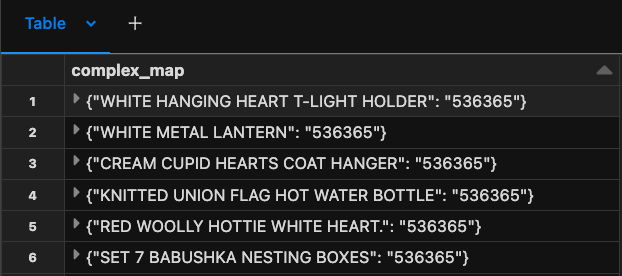 Table
complex_map
1 {"WHITE HANGING HEART T-LIGHT HOLDER": "536365"}
2 {"WHITE METAL LANTERN": "536365"}
3 {"CREAM CUPID HEARTS COAT HANGER": "536365"}
4 {"KNITTED UNION FLAG HOT WATER BOTTLE": "536365"}
5 {"RED WOOLLY HOTTIE WHITE HEART.": "536365"}
6 {"SET 7 BABUSHKA NESTING BOXES": "536365"}